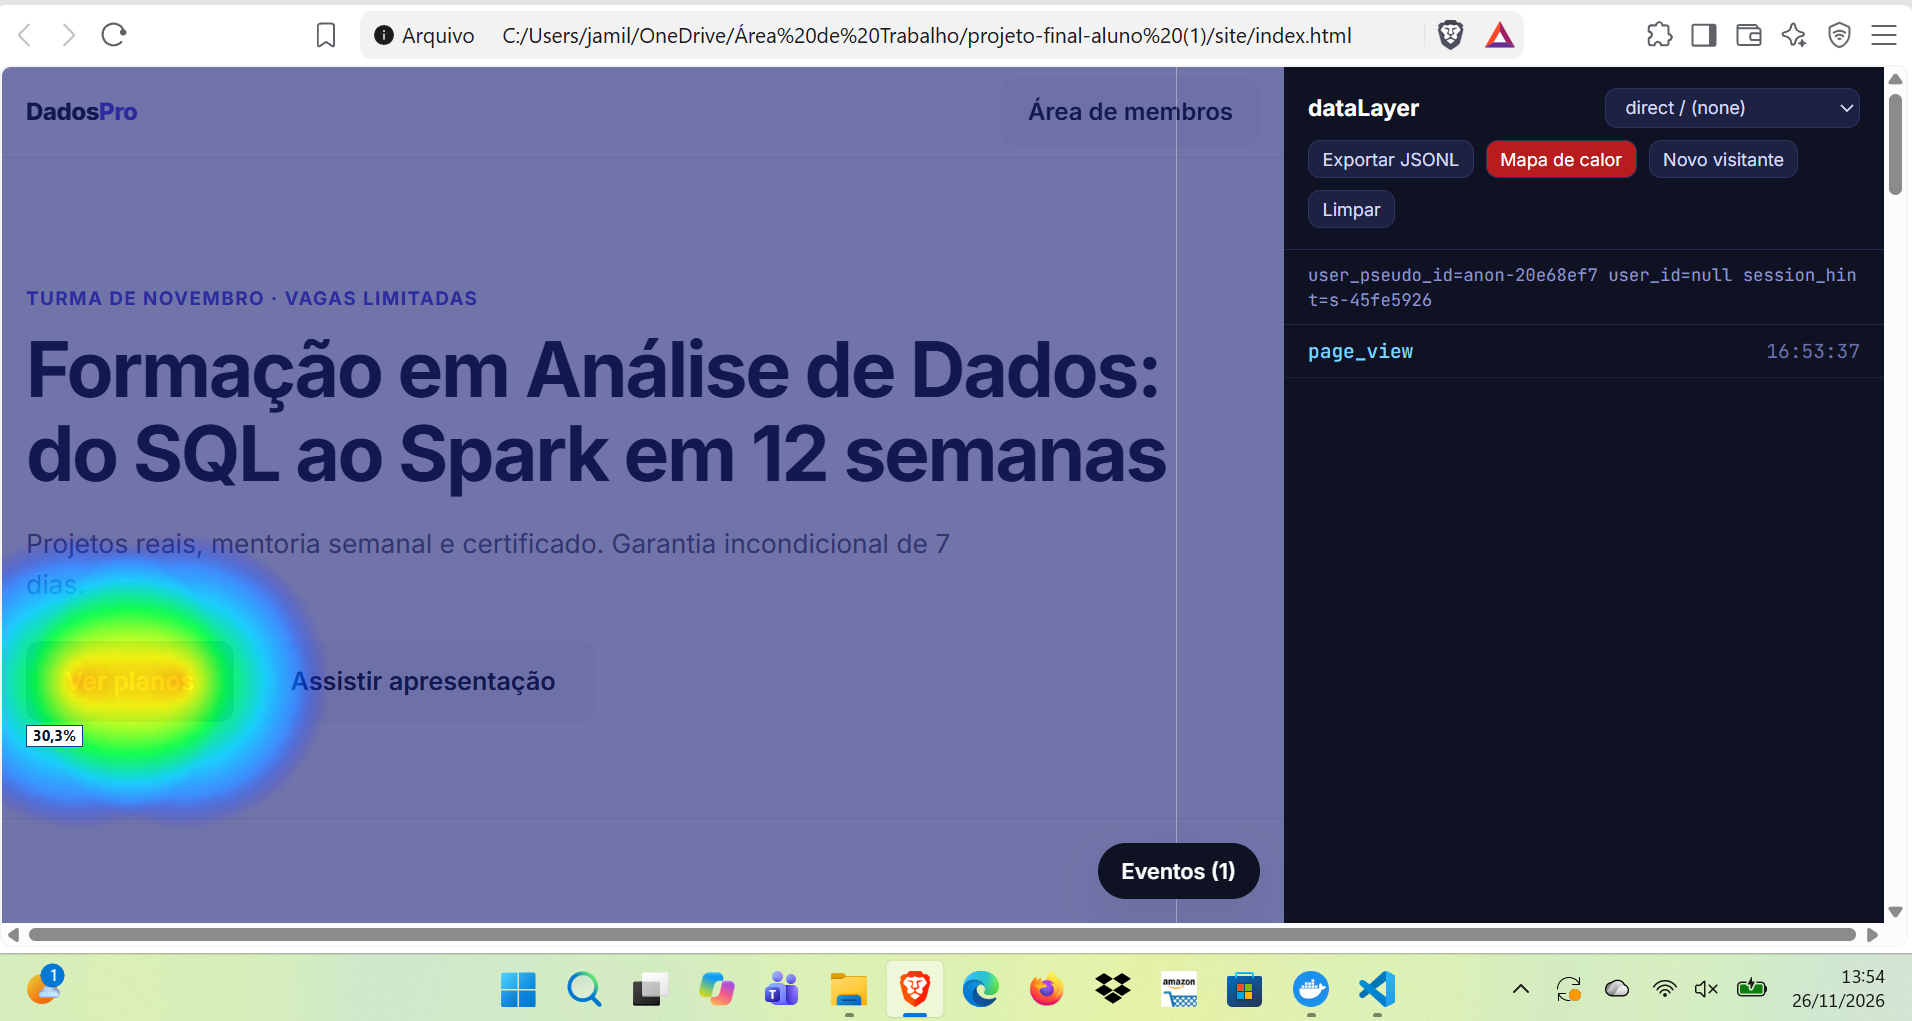 Arquivo C:/Users/jamil/OneDrive/Área%20de%20Trabalho/projeto-final-aluno%20(1)/site/index.html
DadosPro
Área de membros
TURMA DE NOVEMBRO · VAGAS LIMITADAS
Formação em Análise de Dados:
do SQL ao Spark em 12 semanas
Projetos reais, mentoria semanal e certificado. Garantia incondicional de 7
dias.
Ver planos
Assistir apresentação
30,3%
Eventos (1)
dataLayer
direct / (none)
Exportar JSONL
Mapa de calor
Novo visitante
Limpar
user_pseudo_id=anon-20e68ef7 user_id=null session_hin
t=s-45fe5926
page_view 16:53:37
1
T
amazon
13:54
26/11/2026